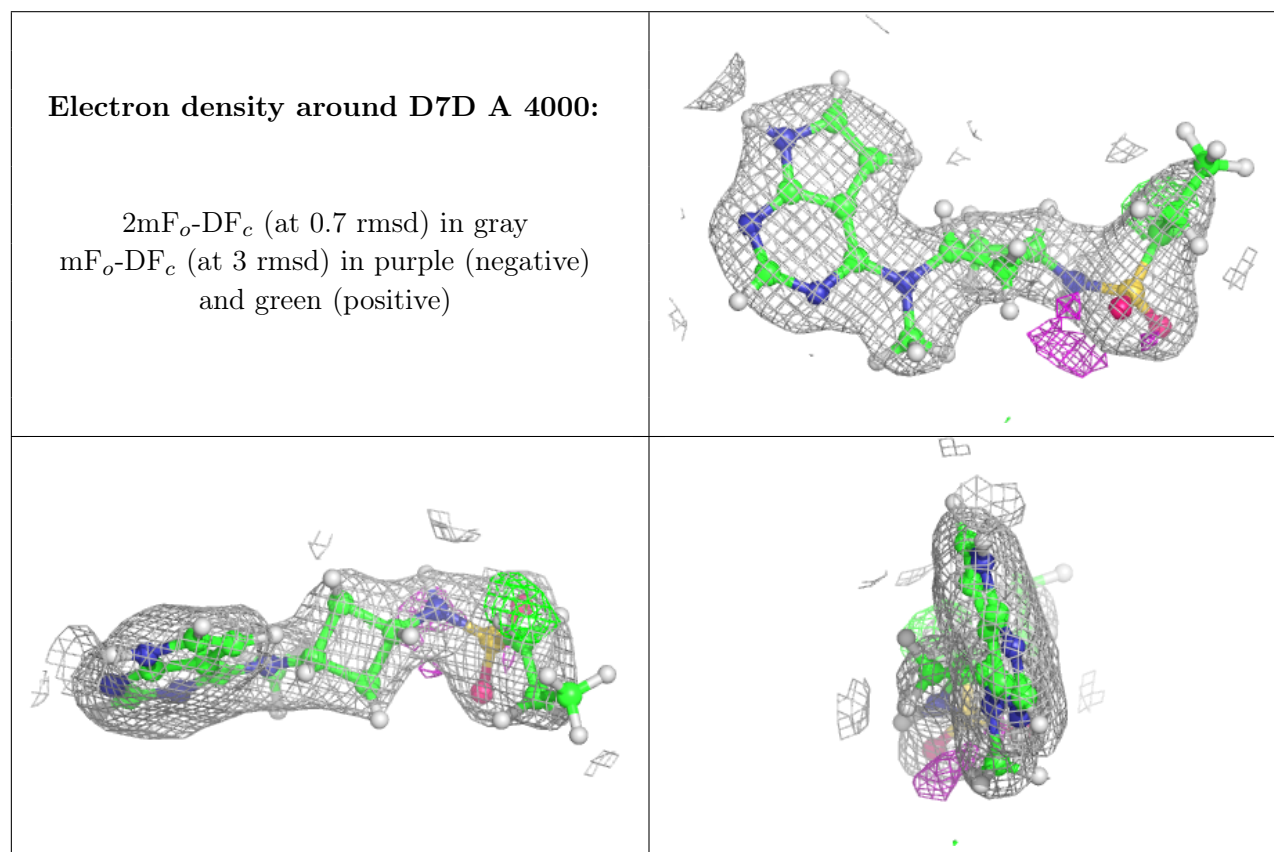 Electron density around D7D A 4000:
2mFo-DFc (at 0.7 rmsd) in gray
mFo-DFc (at 3 rmsd) in purple (negative)
and green (positive)